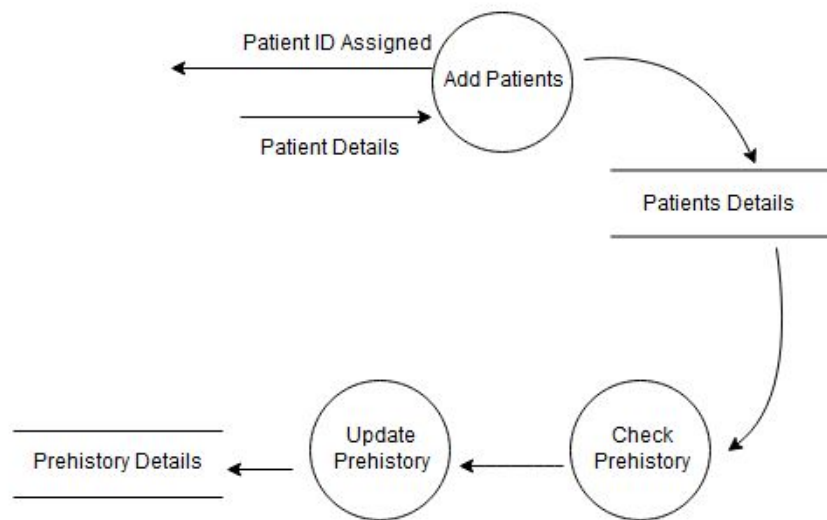 Patient ID Assigned
Add Patients
Patient Details
Patients Details
Update
Prehistory
Check
Prehistory
Prehistory Details